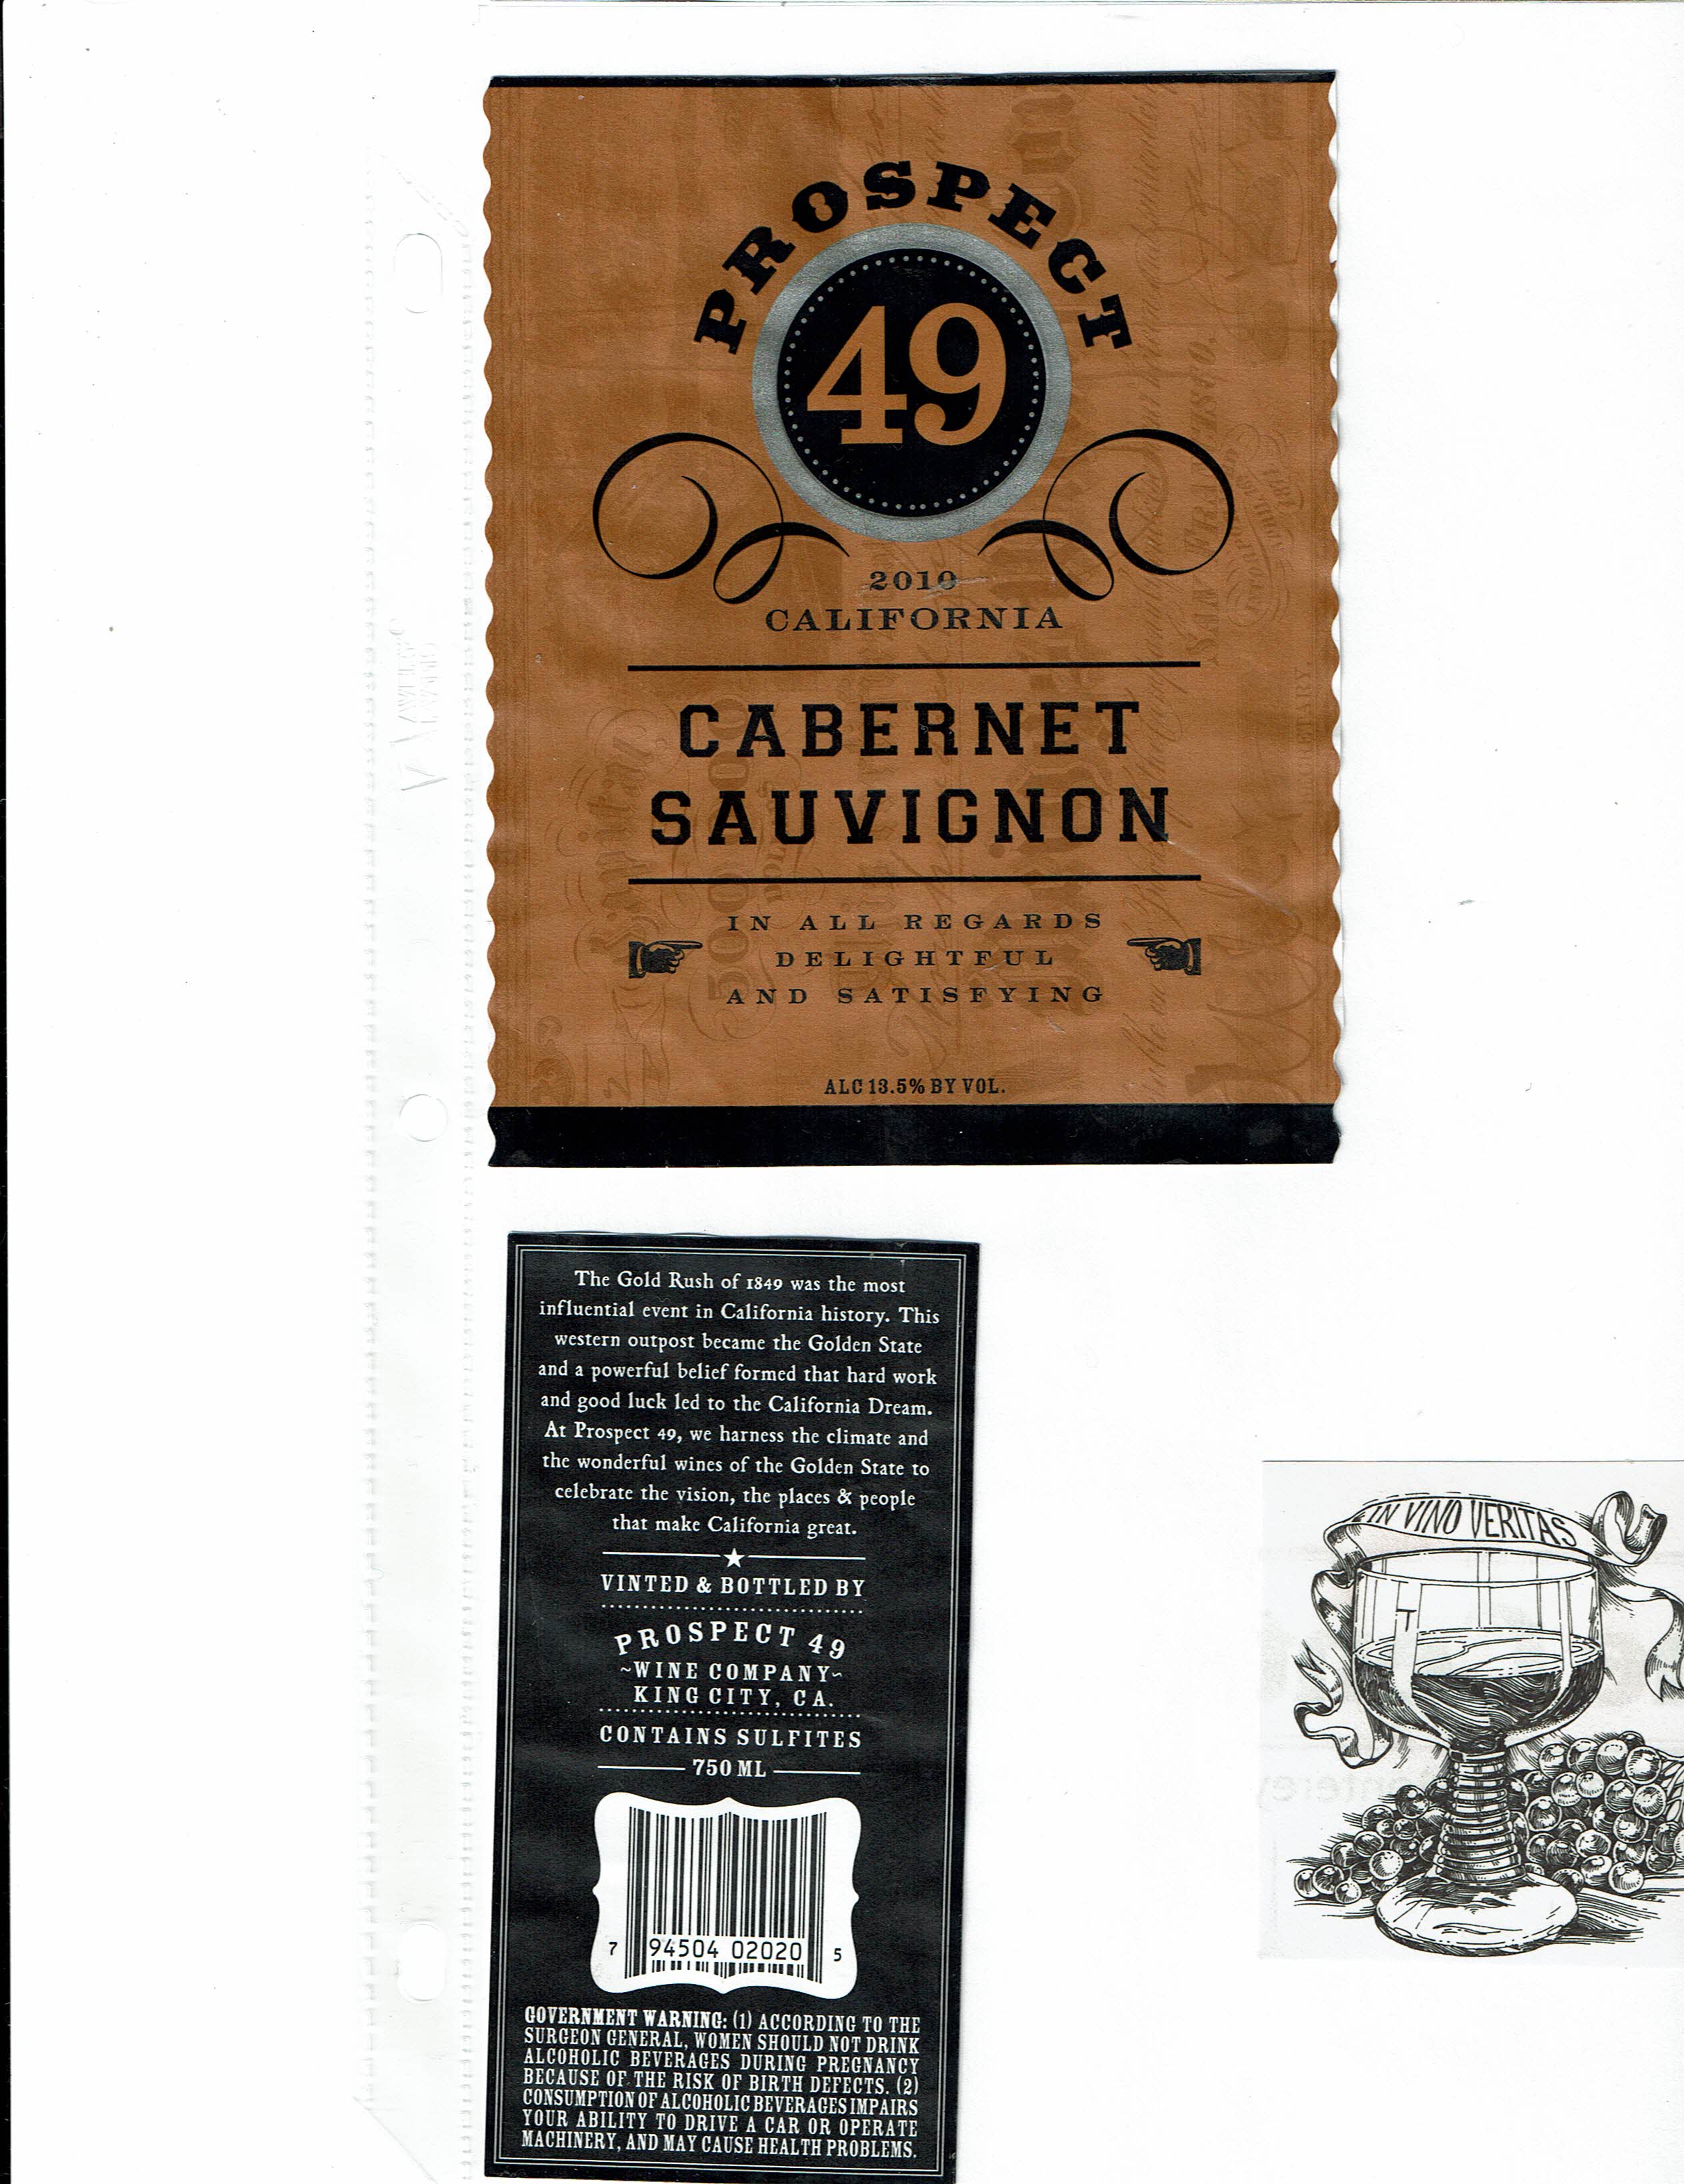 PROSPECT
49
2010
CALIFORNIA
CABERNET
SAUVIGNON
IN ALL REGARDS
DELIGHTFUL
AND SATISFYING
ALC 13.5% BY VOL.
The Gold Rush of 1849 was the most
influential event in California history. This
western outpost became the Golden State
and a powerful belief formed that hard work
and good luck led to the California Dream.
At Prospect 49, we harness the climate and
the wonderful wines of the Golden State to
celebrate the vision, the places & people
that make California great.
VINTED & BOTTLED BY
PROSPECT 49
~WINE COMPANY~
KING CITY, CA.
CONTAINS SULFITES
750 ML
7 94504 02020 5
GOVERNMENT WARNING: (1) ACCORDING TO THE
SURGEON GENERAL, WOMEN SHOULD NOT DRINK
ALCOHOLIC BEVERAGES DURING PREGNANCY
BECAUSE OF THE RISK OF BIRTH DEFECTS. (2)
CONSUMPTION OF ALCOHOLIC BEVERAGES IMPAIRS
YOUR ABILITY TO DRIVE A CAR OR OPERATE
MACHINERY, AND MAY CAUSE HEALTH PROBLEMS.
IN VINO VERITAS